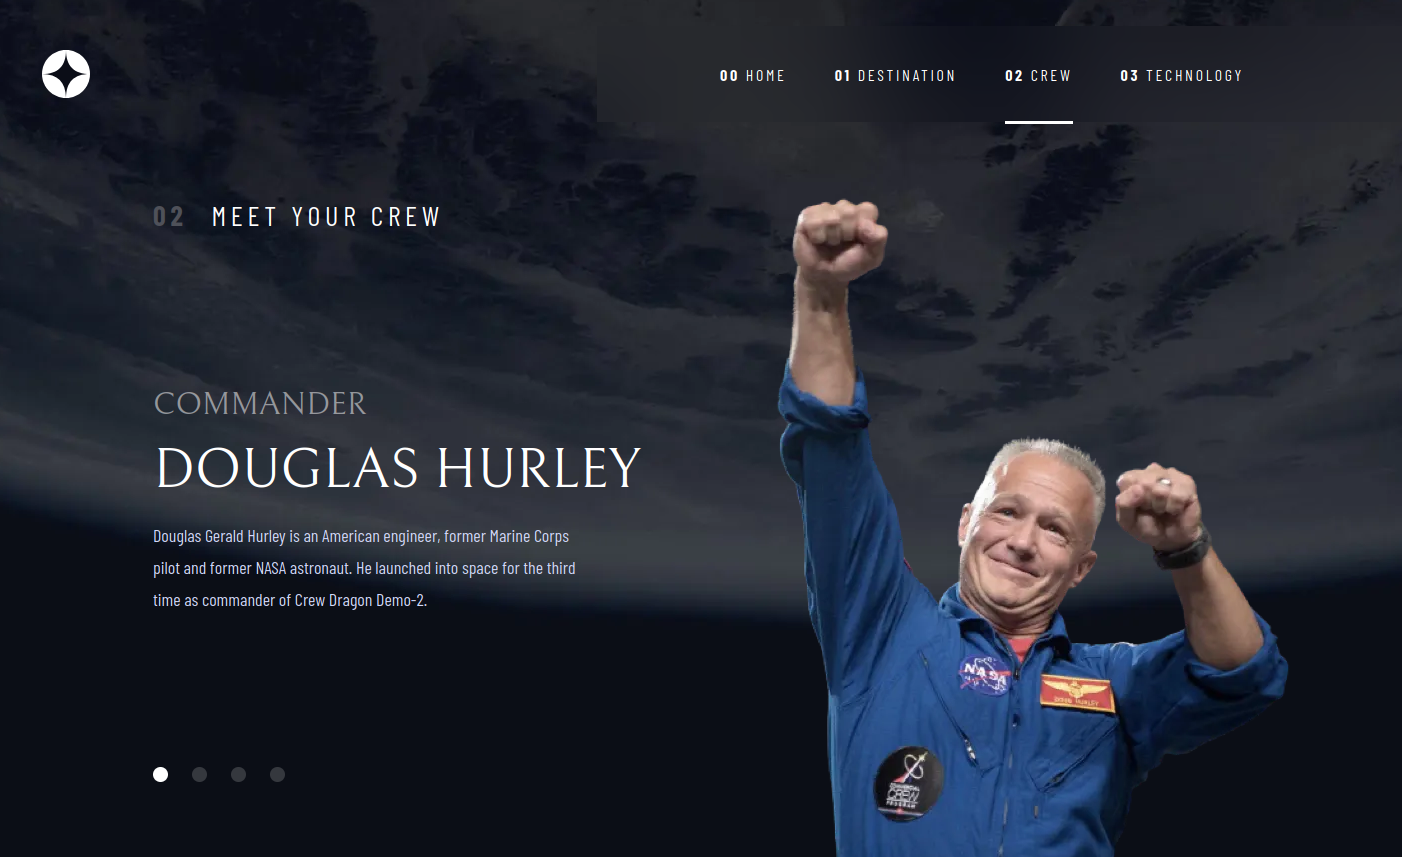 00 HOME 01 DESTINATION 02 CREW 03 TECHNOLOGY
02 MEET YOUR CREW
COMMANDER
DOUGLAS HURLEY
Douglas Gerald Hurley is an American engineer, former Marine Corps
pilot and former NASA astronaut. He launched into space for the third
time as commander of Crew Dragon Demo-2.
NASA
DOUG HURLEY
COMMERCIAL
CREW
PROGRAM